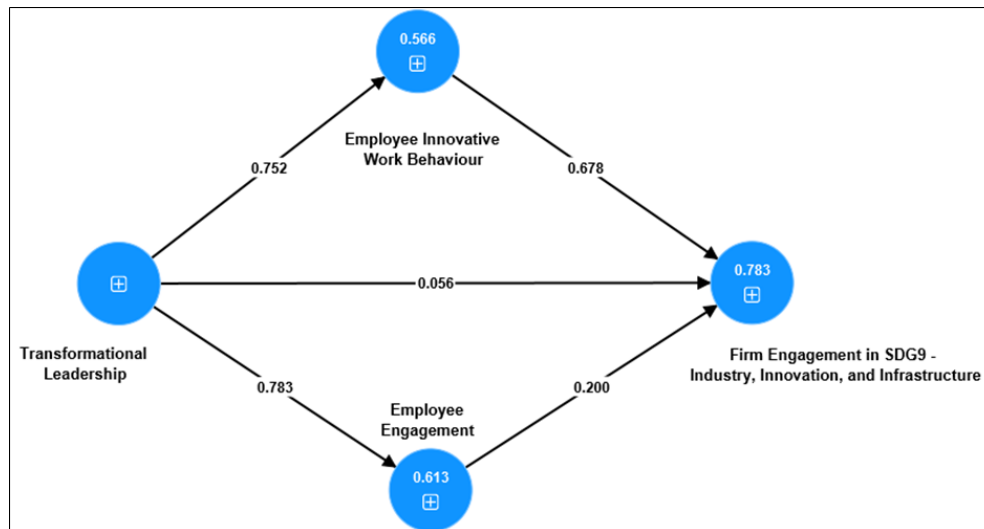 0.566
Employee Innovative
Work Behaviour
0.752
0.678
0.783
0.056
Transformational
Leadership
Firm Engagement in SDG9 -
Industry, Innovation, and Infrastructure
0.783
0.200
Employee
Engagement
0.613